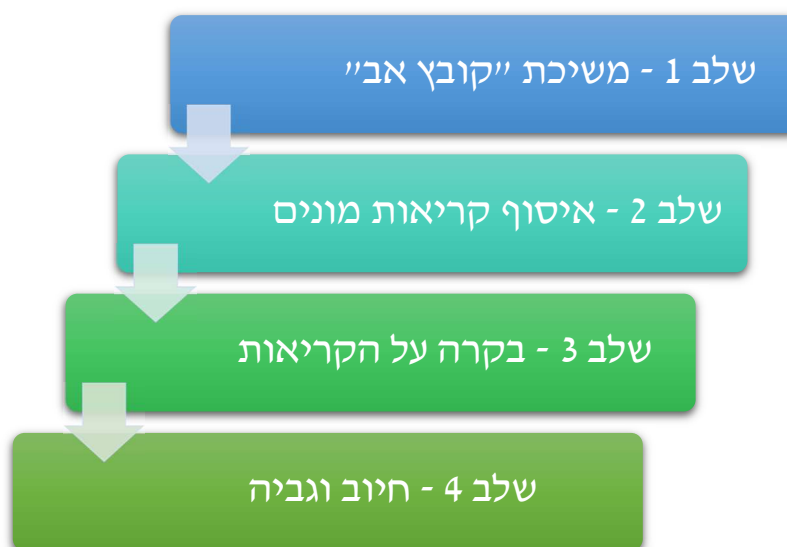 שלב 1 - משיכת "קובץ אב"
שלב 2 - איסוף קריאות מונים
שלב 3 - בקרה על הקריאות
שלב 4 - חיוב וגביה